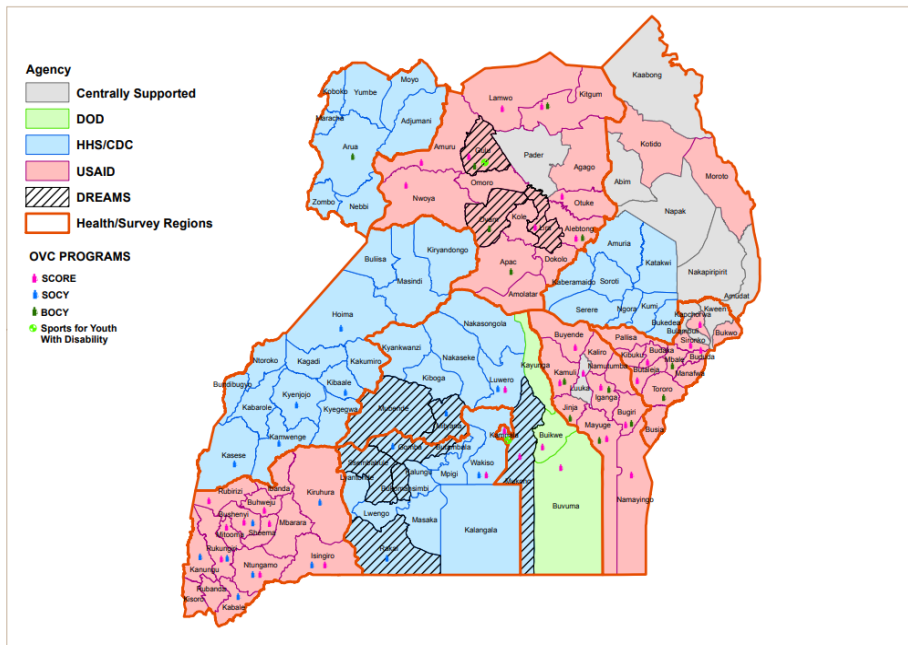 Agency
Centrally Supported
DOD
HHS/CDC
USAID
DREAMS
Health/Survey Regions
OVC PROGRAMS
SCORE
SOCY
BOCY
Sports for Youth
With Disability
Kaabong
Moyo
Koboko
Yumbe
Lamwo
Kitgum
Maracha
Adjumani
Kotido
Arua
Amuru
Gulu
Pader
Agago
Moroto
Abim
Zombo
Nebbi
Nwoya
Omoro
Otuke
Napak
Oyam
Kole
Lira
Alebtong
Kiryandongo
Amuria
Buliisa
Apac
Dokolo
Katakwi
Nakapiripirit
Masindi
Kaberamaido
Soroti
Amolatar
Amudat
Serere
Ngora
Kumi
Kween
Hoima
Nakasongola
Bukedea
Kapchorwa
Bulambuli
Bukwo
Buyende
Pallisa
Sironko
Ntoroko
Kyankwanzi
Nakaseke
Kaliro
Kibuku
Budaka
Mbale
Bududa
Kagadi
Kakumiro
Kayunga
Namutumba
Butaleja
Manafwa
Bundibugyo
Kibaale
Kiboga
Luwero
Kamuli
Luuka
Iganga
Tororo
Kabarole
Kyenjojo
Kyegegwa
Mubende
Mityana
Jinja
Bugiri
Mayuge
Busia
Kamwenge
Gomba
Butambala
Kampala
Buikwe
Kasese
Sembabule
Wakiso
Mukono
Lyantonde
Kalungu
Mpigi
Bukomansimbi
Rubirizi
Ibanda
Kiruhura
Buvuma
Namayingo
Buhweju
Lwengo
Masaka
Kalangala
Bushenyi
Mbarara
Mitooma
Sheema
Rukungiri
Rakai
Isingiro
Kanungu
Ntungamo
Rubanda
Kisoro
Kabale